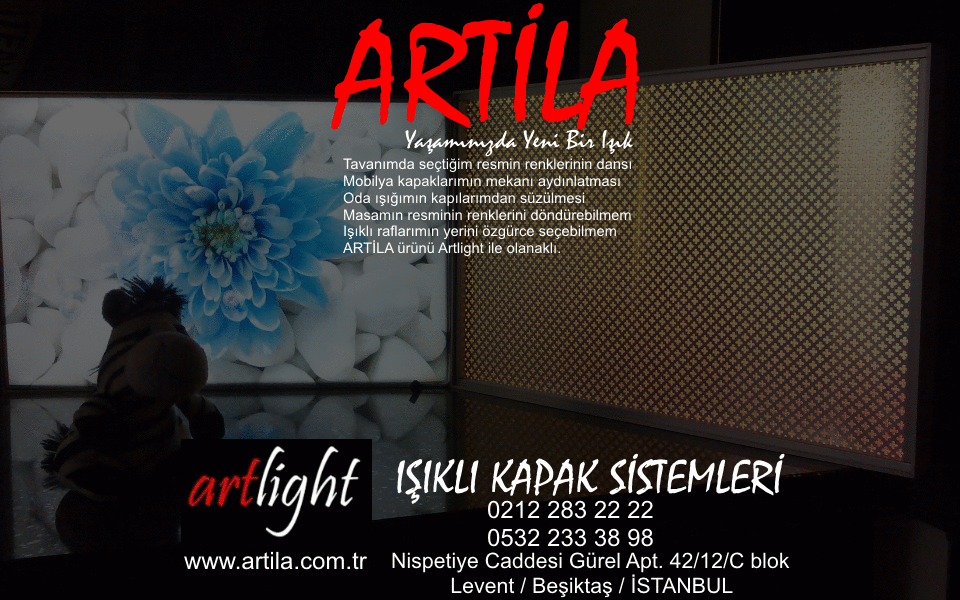 ARTİLA
Yaşamınızda Yeni Bir Işık
Tavanımda seçtiğim resmin renklerinin dansı
Mobilya kapaklarımın mekanı aydınlatması
Oda ışığımın kapılarımdan süzülmesi
Masamın resminin renklerini döndürebilmem
Işıklı raflarımın yerini özgürce seçebilmem
ARTİLA ürünü Artlight ile olanaklı.
artlight
IŞIKLI KAPAK SİSTEMLERİ
0212 283 22 22
0532 233 38 98
www.artila.com.tr
Nispetiye Caddesi Gürel Apt. 42/12/C blok
Levent / Beşiktaş / İSTANBUL